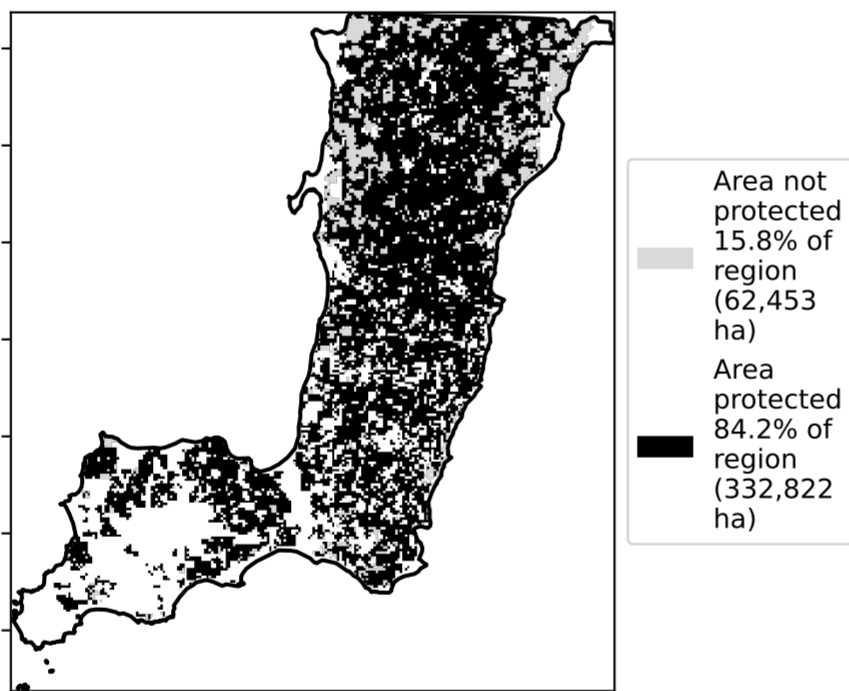 Area not
protected
15.8% of
region
(62,453
ha)
Area
protected
84.2% of
region
(332,822
ha)